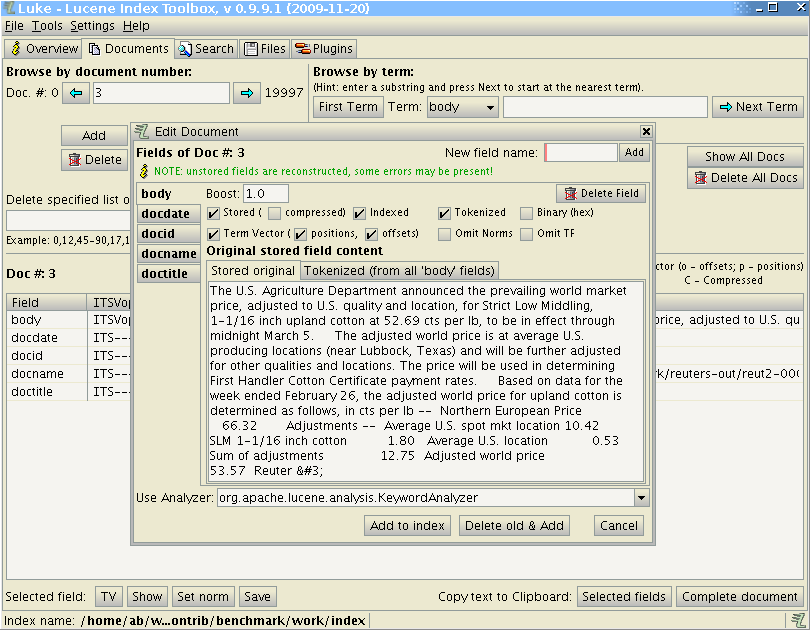 Luke - Lucene Index Toolbox, v 0.9.9.1 (2009-11-20)
File Tools Settings Help
Overview Documents Search Files Plugins
Browse by document number:
Doc. #: 0 3 19997
Browse by term:
(Hint: enter a substring and press Next to start at the nearest term).
First Term Term: body Next Term
Add
Delete
Show All Docs
Delete All Docs
Delete specified list o
Example: 0,12,45-90,17,1
Doc #: 3
ctor (o - offsets; p - positions)
C - Compressed
Field ITSVop
body ITSVop rice, adjusted to U.S. qu
docdate ITS---
docid ITS---
docname ITS--- k/reuters-out/reut2-000
doctitle ITS---
Edit Document
Fields of Doc #: 3 New field name: Add
NOTE: unstored fields are reconstructed, some errors may be present!
body
docdate
docid
docname
doctitle
Boost: 1.0 Delete Field
Stored ( compressed) Indexed Tokenized Binary (hex)
Term Vector ( positions, offsets) Omit Norms Omit TF
Original stored field content
Stored original Tokenized (from all 'body' fields)
The U.S. Agriculture Department announced the prevailing world market
price, adjusted to U.S. quality and location, for Strict Low Middling,
1-1/16 inch upland cotton at 52.69 cts per lb, to be in effect through
midnight March 5. The adjusted world price is at average U.S.
producing locations (near Lubbock, Texas) and will be further adjusted
for other qualities and locations. The price will be used in determining
First Handler Cotton Certificate payment rates. Based on data for the
week ended February 26, the adjusted world price for upland cotton is
determined as follows, in cts per lb -- Northern European Price
66.32 Adjustments -- Average U.S. spot mkt location 10.42
SLM 1-1/16 inch cotton 1.80 Average U.S. location 0.53
Sum of adjustments 12.75 Adjusted world price
53.57 Reuter &#3;
Use Analyzer: org.apache.lucene.analysis.KeywordAnalyzer
Add to index Delete old & Add Cancel
Selected field: TV Show Set norm Save Copy text to Clipboard: Selected fields Complete document
Index name: /home/ab/w...ontrib/benchmark/work/index